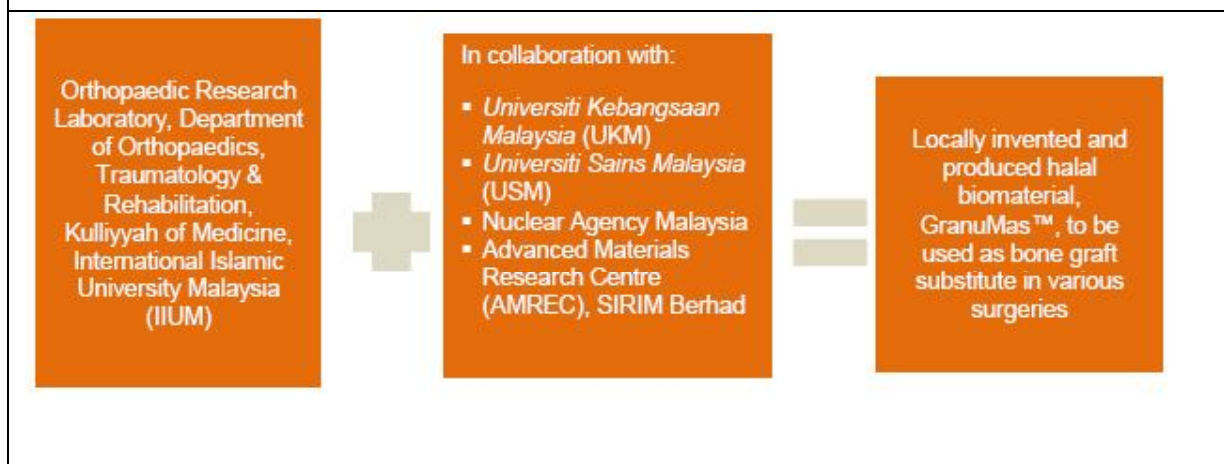 Orthopaedic Research
Laboratory, Department
of Orthopaedics,
Traumatology &
Rehabilitation,
Kulliyyah of Medicine,
International Islamic
University Malaysia
(IIUM)
In collaboration with:
▪ Universiti Kebangsaan
Malaysia (UKM)
▪ Universiti Sains Malaysia
(USM)
▪ Nuclear Agency Malaysia
▪ Advanced Materials
Research Centre
(AMREC), SIRIM Berhad
Locally invented and
produced halal
biomaterial,
GranuMas™, to be
used as bone graft
substitute in various
surgeries